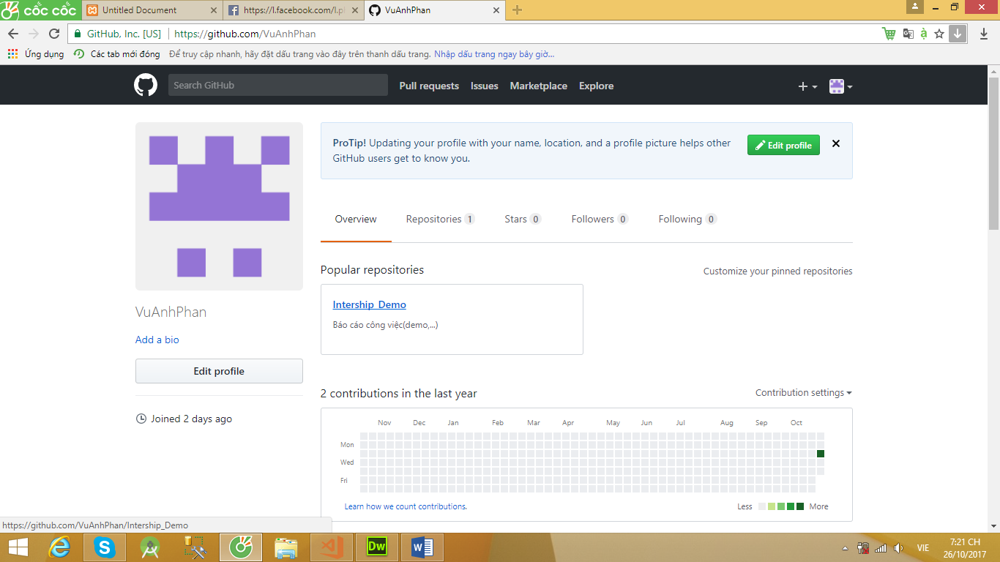 cốc cốc
Untitled Document
https://l.facebook.com/l.p
VuAnhPhan
GitHub, Inc. [US]
https://github.com/VuAnhPhan
Ứng dụng
Các tab mới đóng
Để truy cập nhanh, hãy đặt dấu trang vào đây trên thanh dấu trang.
Nhập dấu trang ngay bây giờ...
Search GitHub
Pull requests
Issues
Marketplace
Explore
ProTip! Updating your profile with your name, location, and a profile picture helps other
GitHub users get to know you.
Edit profile
Overview
Repositories 1
Stars 0
Followers 0
Following 0
Popular repositories
Customize your pinned repositories
Intership_Demo
Báo cáo công việc(demo,...)
VuAnhPhan
Add a bio
Edit profile
Joined 2 days ago
2 contributions in the last year
Contribution settings
Nov Dec Jan Feb Mar Apr May Jun Jul Aug Sep Oct
Mon
Wed
Fri
Learn how we count contributions.
Less
More
https://github.com/VuAnhPhan/Intership_Demo
Dw
VIE
7:21 CH
26/10/2017